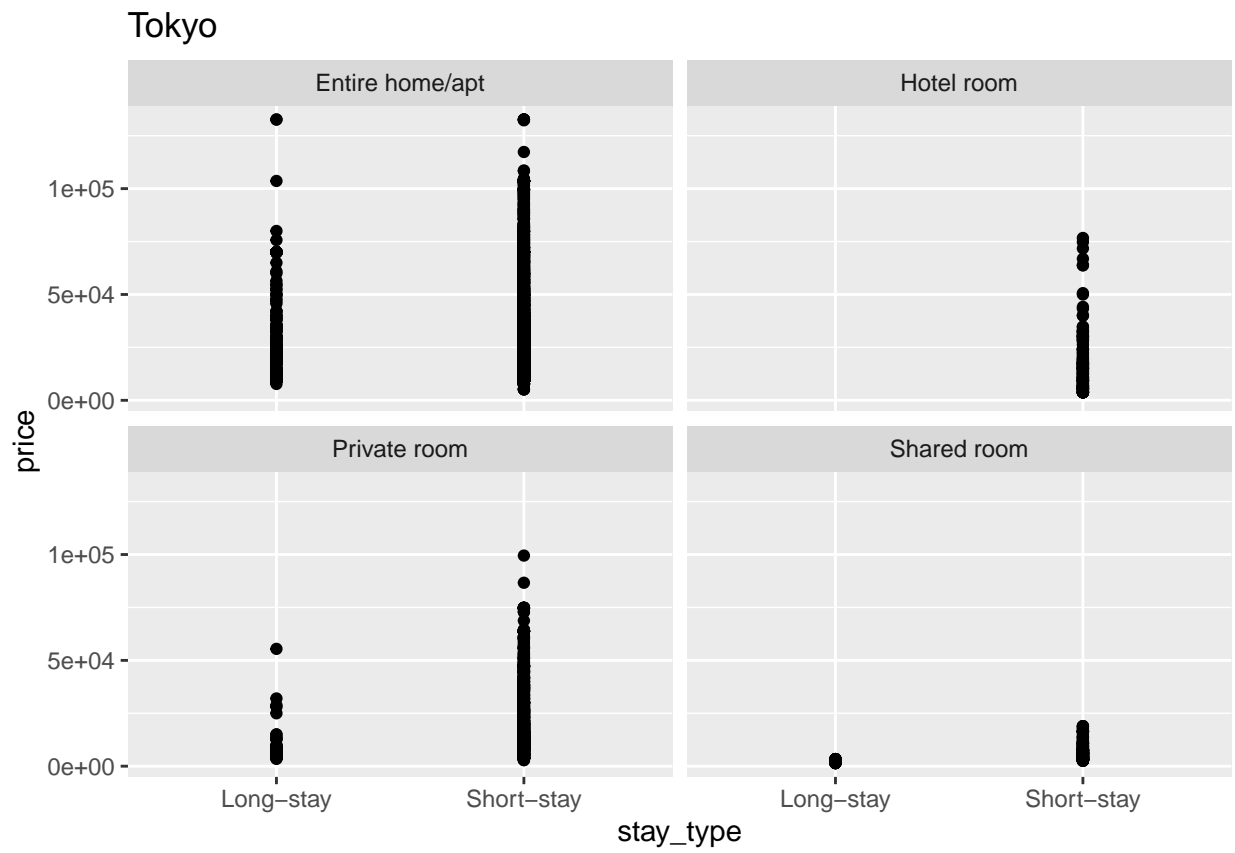 Tokyo
Entire home/apt
Hotel room
1e+05
5e+04
0e+00
Private room
Shared room
1e+05
5e+04
0e+00
price
Long−stay
Short−stay
Long−stay
Short−stay
stay_type